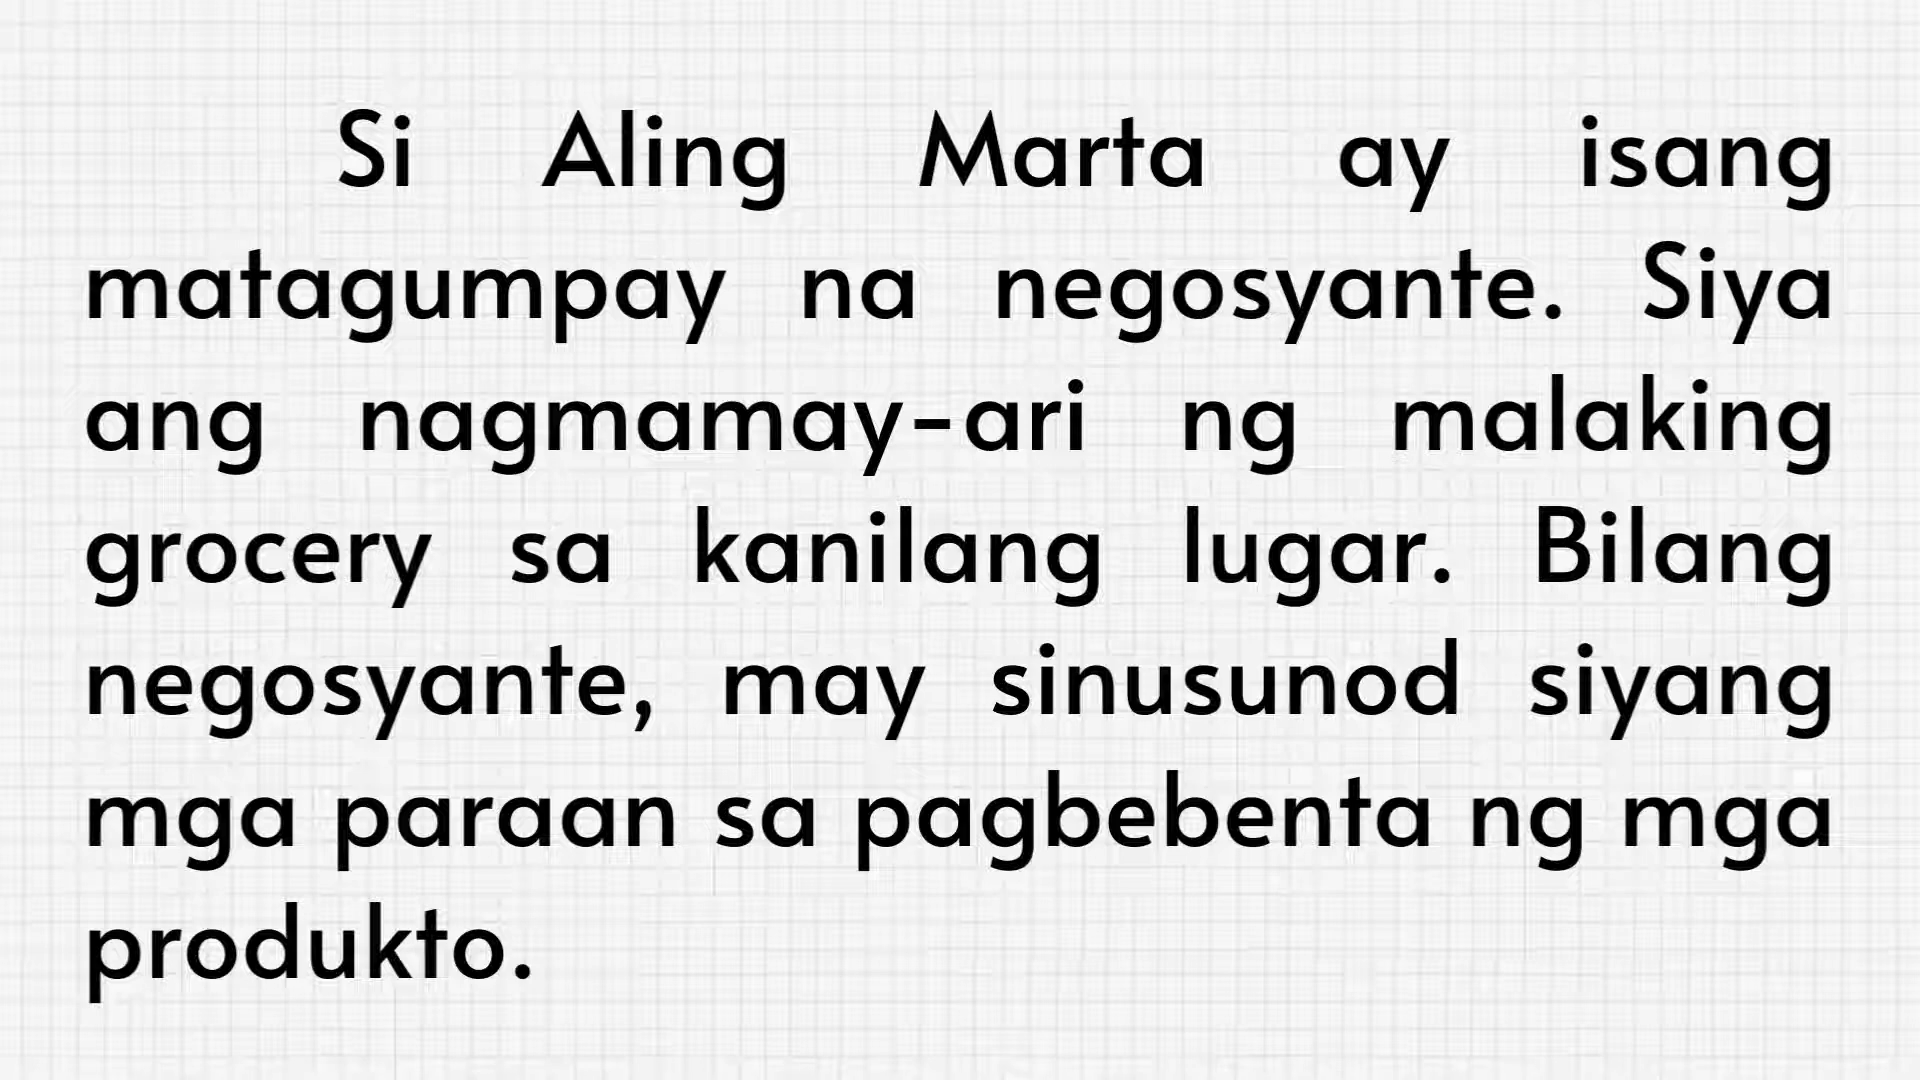 Si Aling Marta ay isang
matagumpay na negosyante. Siya
ang nagmamay-ari ng malaking
grocery sa kanilang lugar. Bilang
negosyante, may sinusunod siyang
mga paraan sa pagbebenta ng mga
produkto.